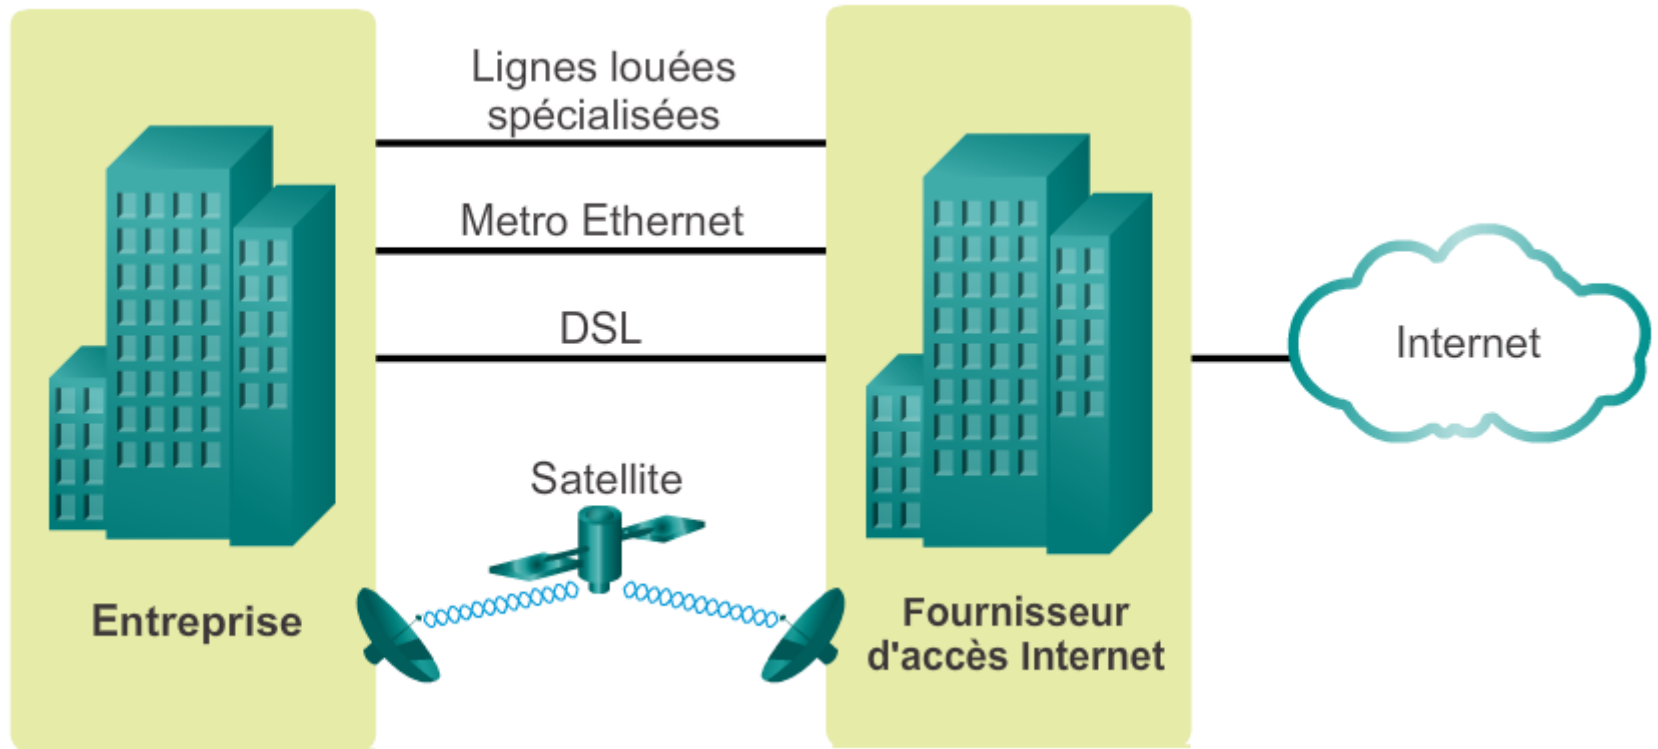 Lignes louées
spécialisées
Metro Ethernet
DSL
Internet
Satellite
Entreprise
Fournisseur
d'accès Internet